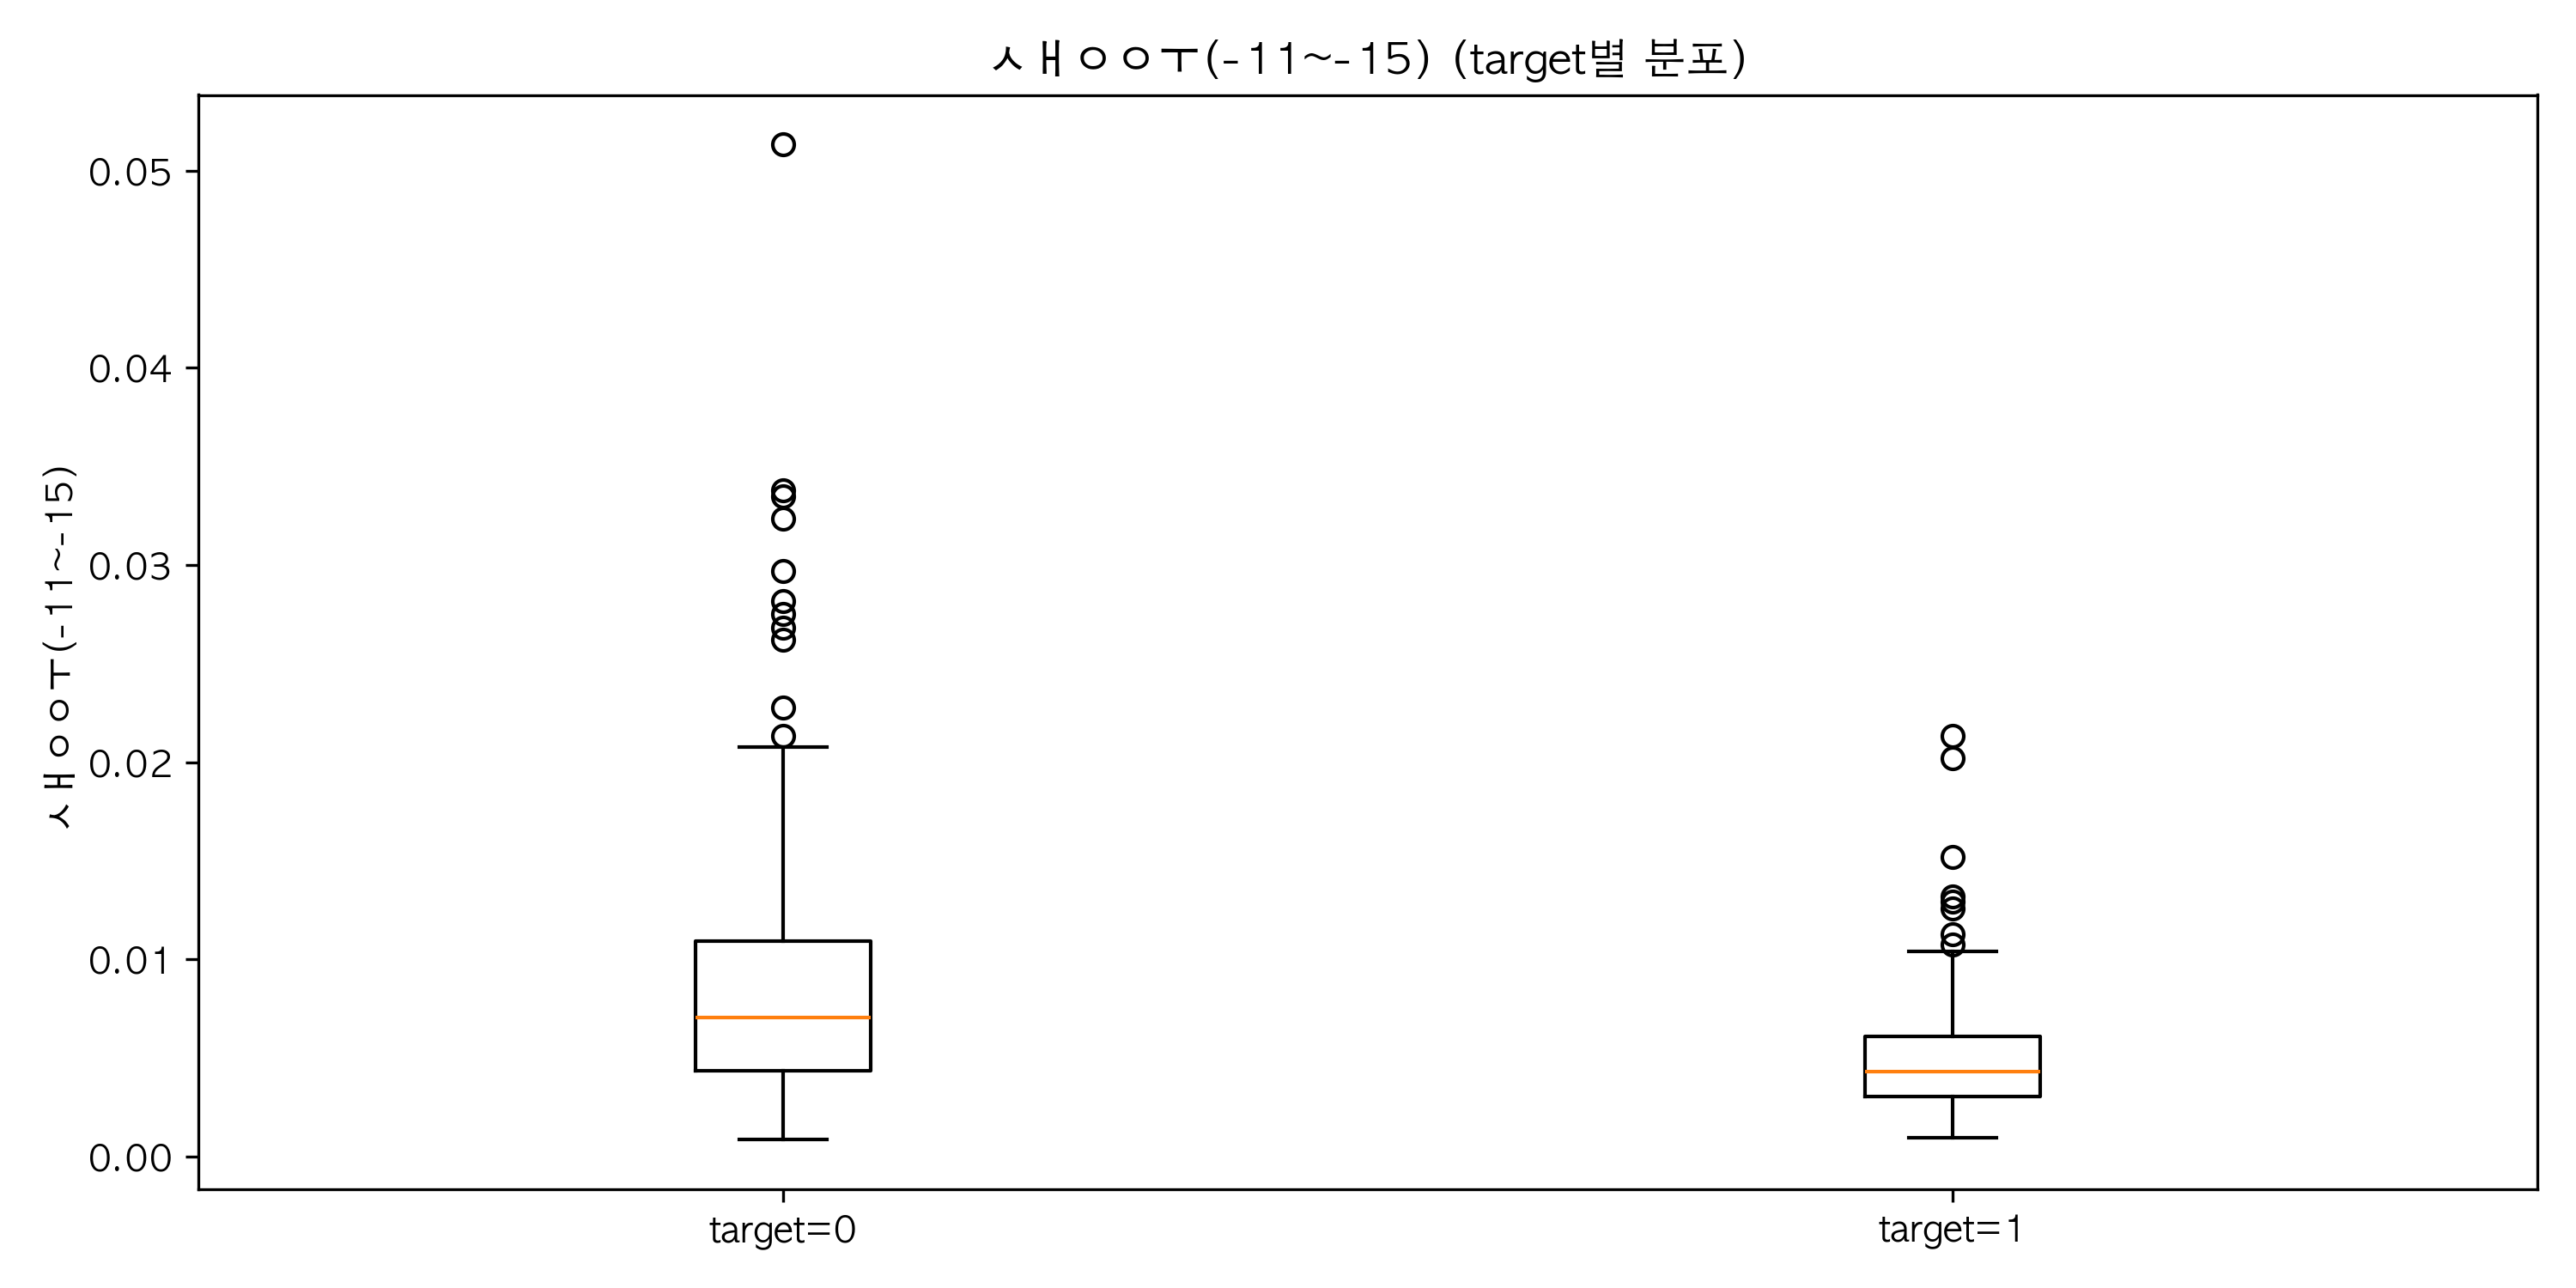 ㅅㅐㅇㅇㅜ(-11~-15) (target별 분포)
ㅅㅐㅇㅇㅜ(-11~-15)
0.05
0.04
0.03
0.02
0.01
0.00
target=0 target=1